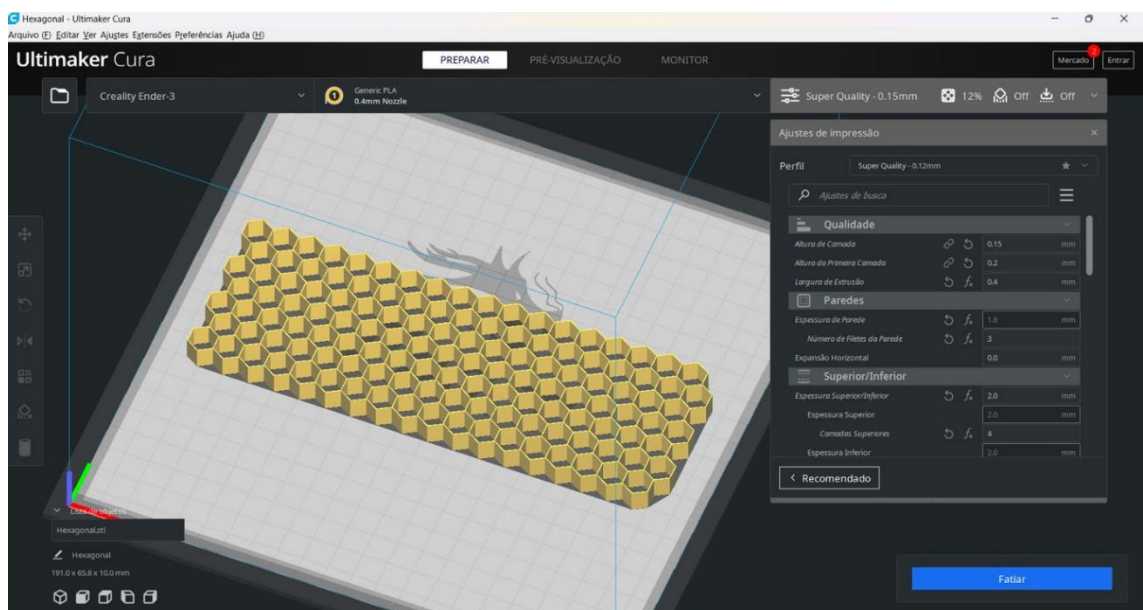 Hexagonal - Ultimaker Cura
Arquivo (F) Editar Ver Ajustes Extensões Preferências Ajuda (H)
Ultimaker Cura
PREPARAR PRÉ-VISUALIZAÇÃO MONITOR
Mercado 2 Entrar
Creality Ender-3
1
Generic PLA
0.4mm Nozzle
Super Quality - 0.15mm 12% Off Off
Ajustes de impressão
Perfil Super Quality - 0.12mm
Ajustes de busca
Qualidade
Altura de Camada 0.15 mm
Altura da Primeira Camada 0.2 mm
Largura de Extrusão 0.4 mm
Paredes
Espessura de Parede 1.8 mm
Número de Filetes da Parede 3
Expansão Horizontal 0.0 mm
Superior/Inferior
Espessura Superior/Inferior 2.0 mm
Espessura Superior 2.0 mm
Camadas Superiores 4
Espessura Inferior 2.0 mm
Recomendado
Lista de objetos
Hexagonal.stl
Hexagonal
191.0 x 65.8 x 10.0 mm
Fatiar